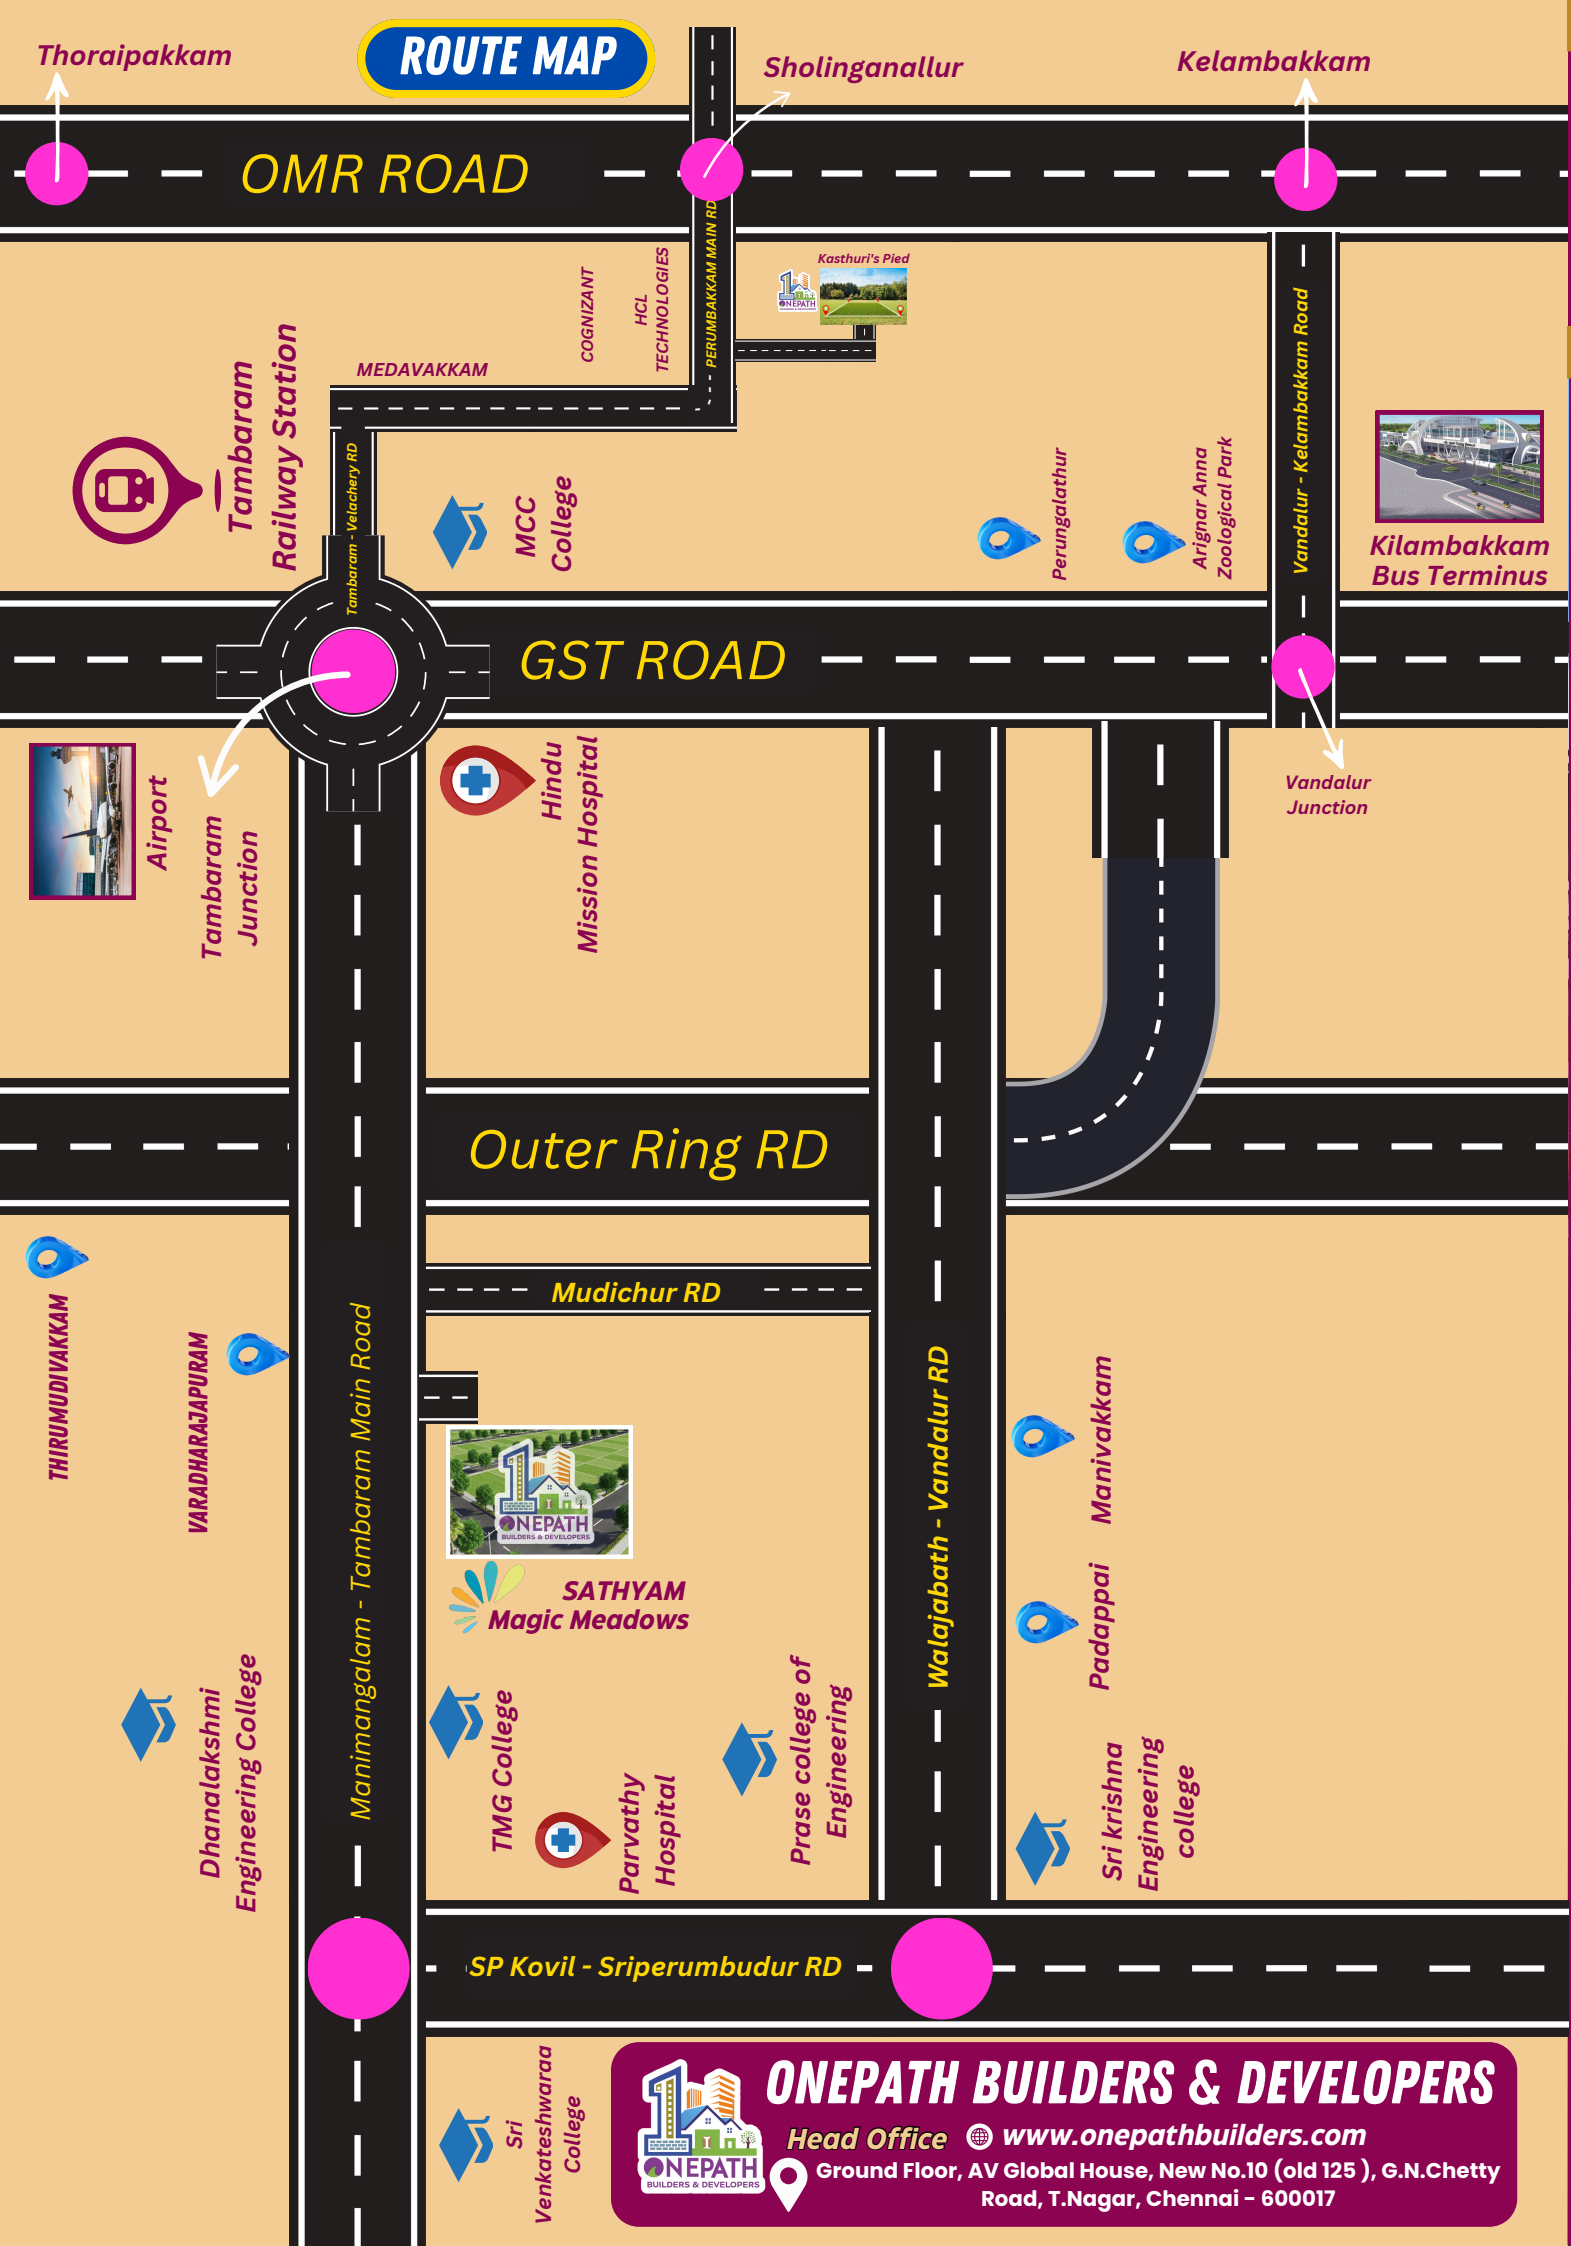 Thoraipakkam
ROUTE MAP
Sholinganallur
Kelambakkam
OMR ROAD
PERUMBAKKAM MAIN RD
COGNIZANT
HCL
TECHNOLOGIES
Kasthuri's Pied
ONEPATH
BUILDERS & DEVELOPERS
MEDAVAKKAM
Tambaram
Railway Station
Tambaram - Velachery RD
MCC
College
Perungalathur
Arignar Anna
Zoological Park
Vandalur - Kelambakkam Road
Kilambakkam
Bus Terminus
GST ROAD
Airport
Tambaram
Junction
Hindu
Mission Hospital
Vandalur
Junction
Outer Ring RD
Mudichur RD
THIRUMUDIVAKKAM
VARADHARAJAPURAM
Manimangalam - Tambaram Main Road
ONEPATH
BUILDERS & DEVELOPERS
SATHYAM
Magic Meadows
Walajabath - Vandalur RD
Manivakkam
Padappai
Dhanalakshmi
Engineering College
TMG College
Parvathy
Hospital
Prase college of
Engineering
Sri krishna
Engineering
college
SP Kovil - Sriperumbudur RD
Sri
Venkateshwaraa
College
ONEPATH
BUILDERS & DEVELOPERS
ONEPATH BUILDERS & DEVELOPERS
Head Office www.onepathbuilders.com
Ground Floor, AV Global House, New No.10 (old 125 ), G.N.Chetty
Road, T.Nagar, Chennai - 600017